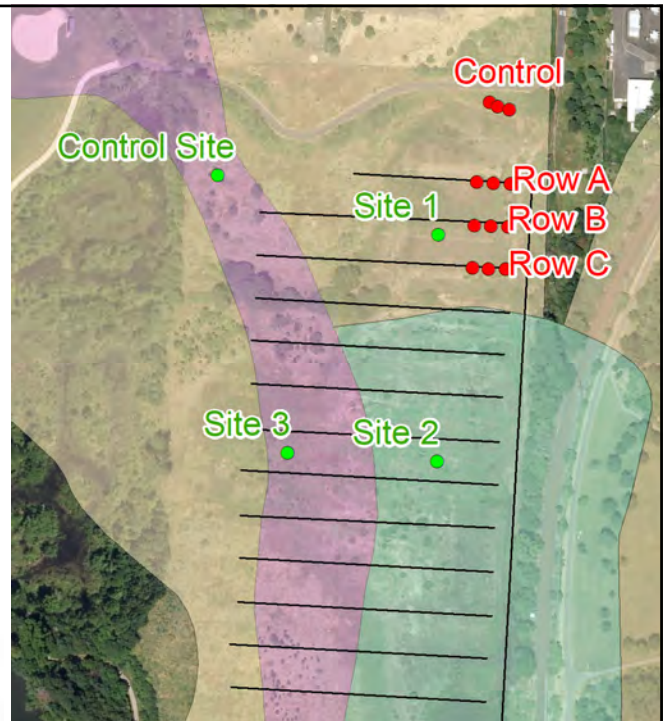 Control
Control Site
Row A
Site 1
Row B
Row C
Site 3
Site 2